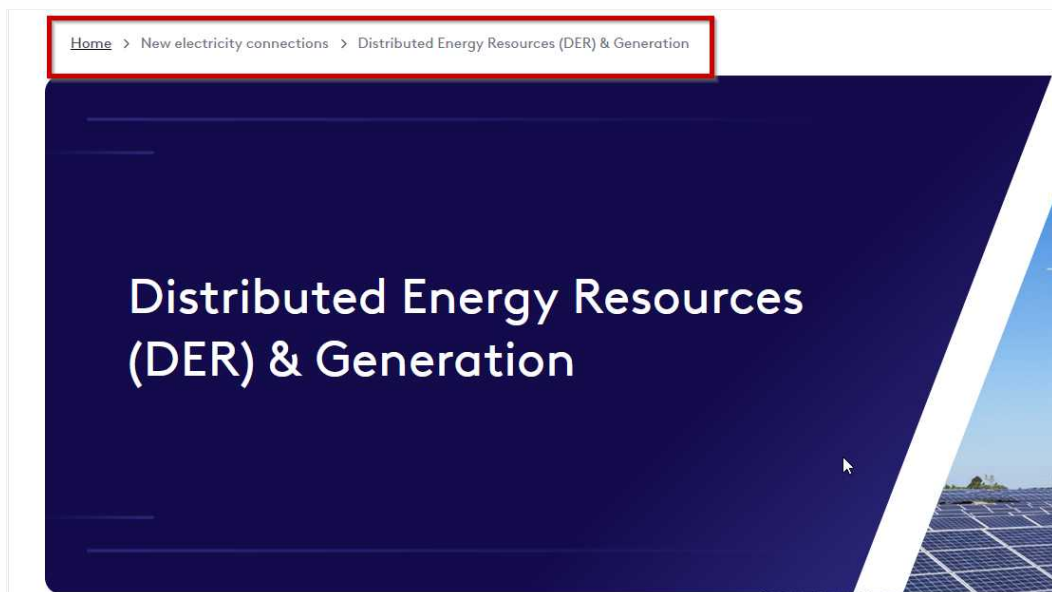 Home > New electricity connections > Distributed Energy Resources (DER) & Generation
Distributed Energy Resources
(DER) & Generation